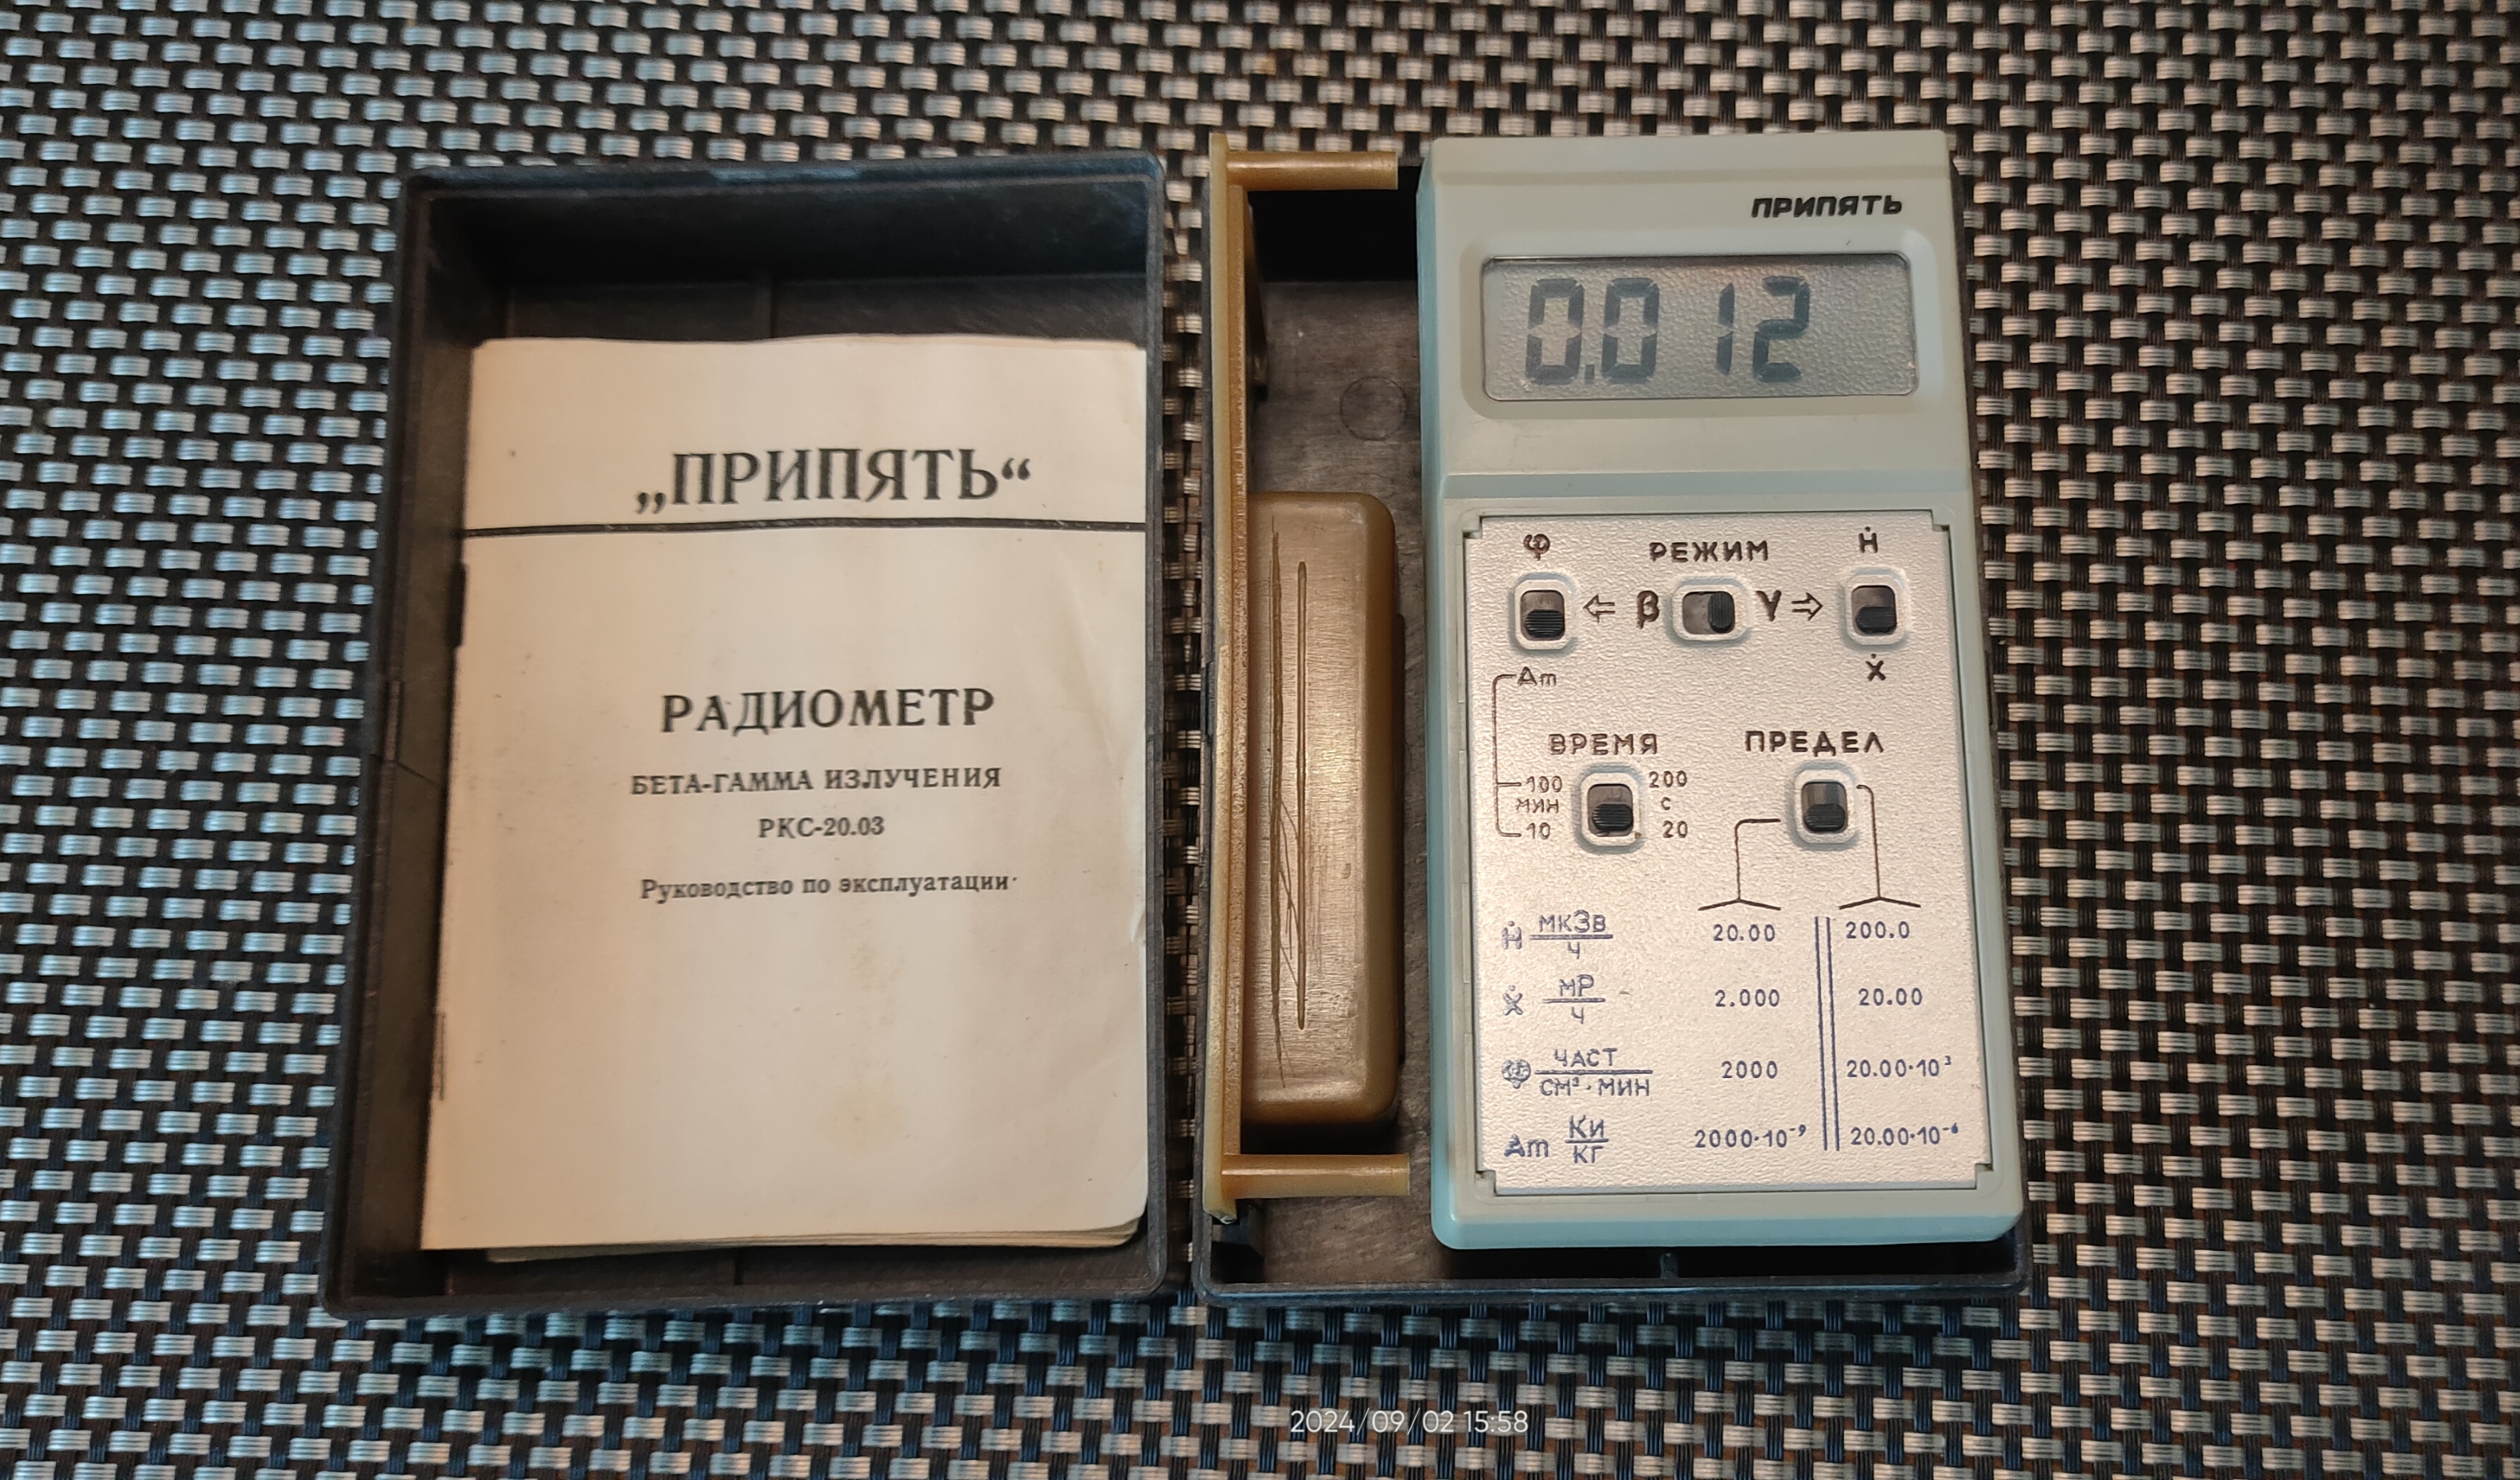 „ПРИПЯТЬ“
РАДИОМЕТР
БЕТА-ГАММА ИЗЛУЧЕНИЯ
РКС-20.03
Руководство по эксплуатации
ПРИПЯТЬ
0.012
φ РЕЖИМ Ḣ
⇐ β γ ⇒
Am Ẋ
ВРЕМЯ ПРЕДЕЛ
100 200
МИН С
10 20
Ḣ мкЗв/ч 20.00 200.0
Ẋ мР/ч 2.000 20.00
φ ЧАСТ/СМ²·МИН 2000 20.00·10³
Am Ки/кг 2000·10⁻⁹ 20.00·10⁻⁶
2024/09/02 15:58